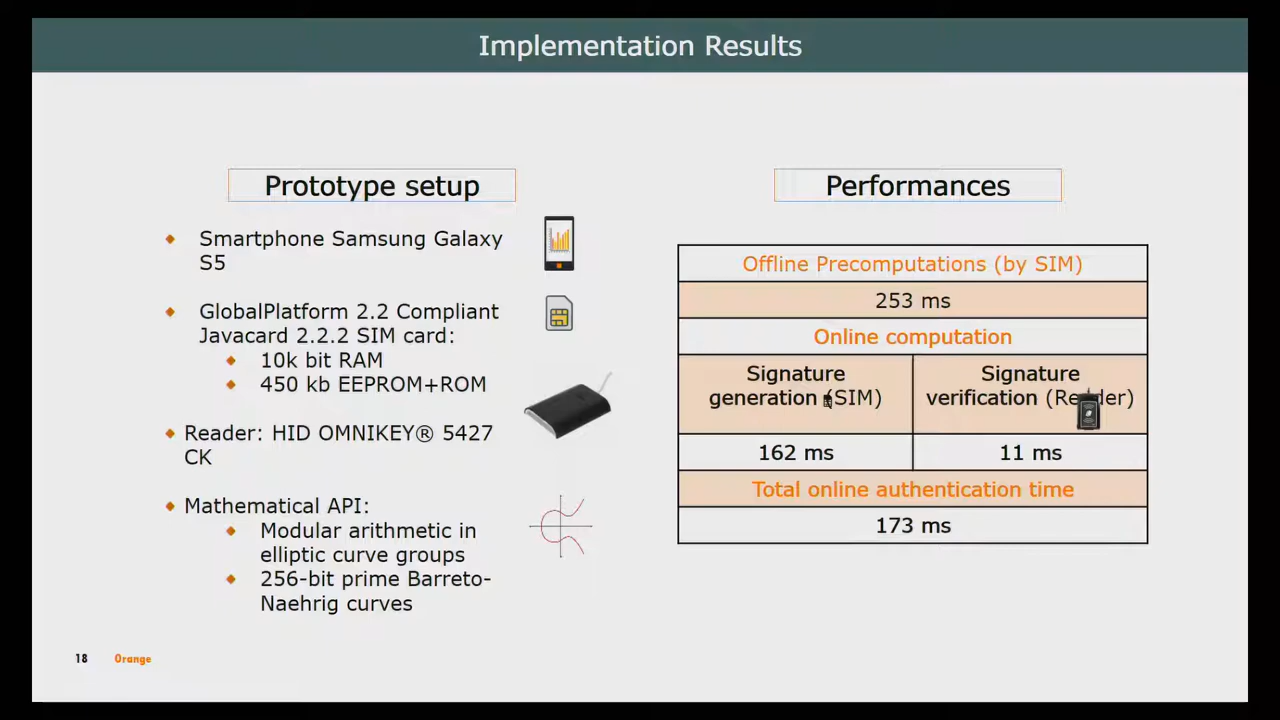 Implementation Results
Prototype setup
Smartphone Samsung Galaxy
S5
GlobalPlatform 2.2 Compliant
Javacard 2.2.2 SIM card:
10k bit RAM
450 kb EEPROM+ROM
Reader: HID OMNIKEY® 5427
CK
Mathematical API:
Modular arithmetic in
elliptic curve groups
256-bit prime Barreto-
Naehrig curves
Performances
Offline Precomputations (by SIM)
253 ms
Online computation
Signature
generation (SIM)
Signature
verification (Reader)
162 ms
11 ms
Total online authentication time
173 ms
18
Orange